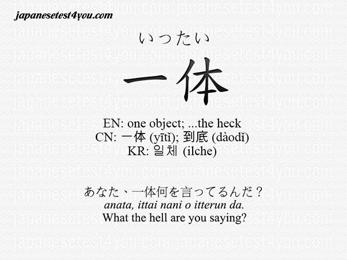 japanesetest4you.com
いったい
一体
EN: one object; ...the heck
CN: 一体 (yītǐ); 到底 (dàodǐ)
KR: 일체 (ilche)
あなた、一体何を言ってるんだ？
anata, ittai nani o itterun da.
What the hell are you saying?